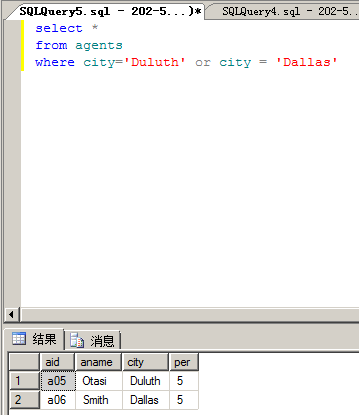 SQLQuery5.sql - 202-5...)* SQLQuery4.sql - 202-5...
select *
from agents
where city='Duluth' or city = 'Dallas'
结果 消息
aid aname city per
1 a05 Otasi Duluth 5
2 a06 Smith Dallas 5